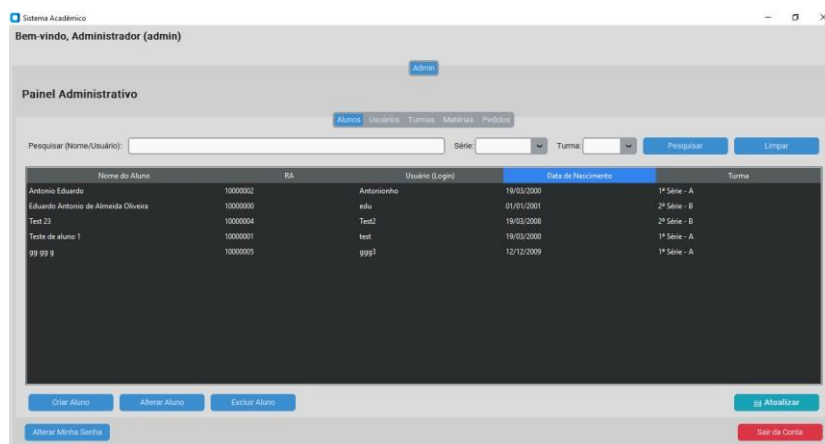 Sistema Acadêmico
Bem-vindo, Administrador (admin)
Admin
Painel Administrativo
Alunos Usuários Turmas Matérias Pedidos
Pesquisar (Nome/Usuário): Série: Turma: Pesquisar Limpar
Nome do Aluno RA Usuário (Login) Data de Nascimento Turma
Antonio Eduardo 10000002 Antonionho 19/03/2000 1ª Série - A
Eduardo Antonio de Almeida Oliveira 10000000 edu 01/01/2001 2ª Série - B
Test 23 10000004 Test2 19/03/2008 2ª Série - B
Teste de aluno 1 10000001 test 19/03/2000 1ª Série - A
gg gg g 10000005 ggg3 12/12/2009 1ª Série - A
Criar Aluno Alterar Aluno Excluir Aluno Atualizar
Alterar Minha Senha Sair da Conta